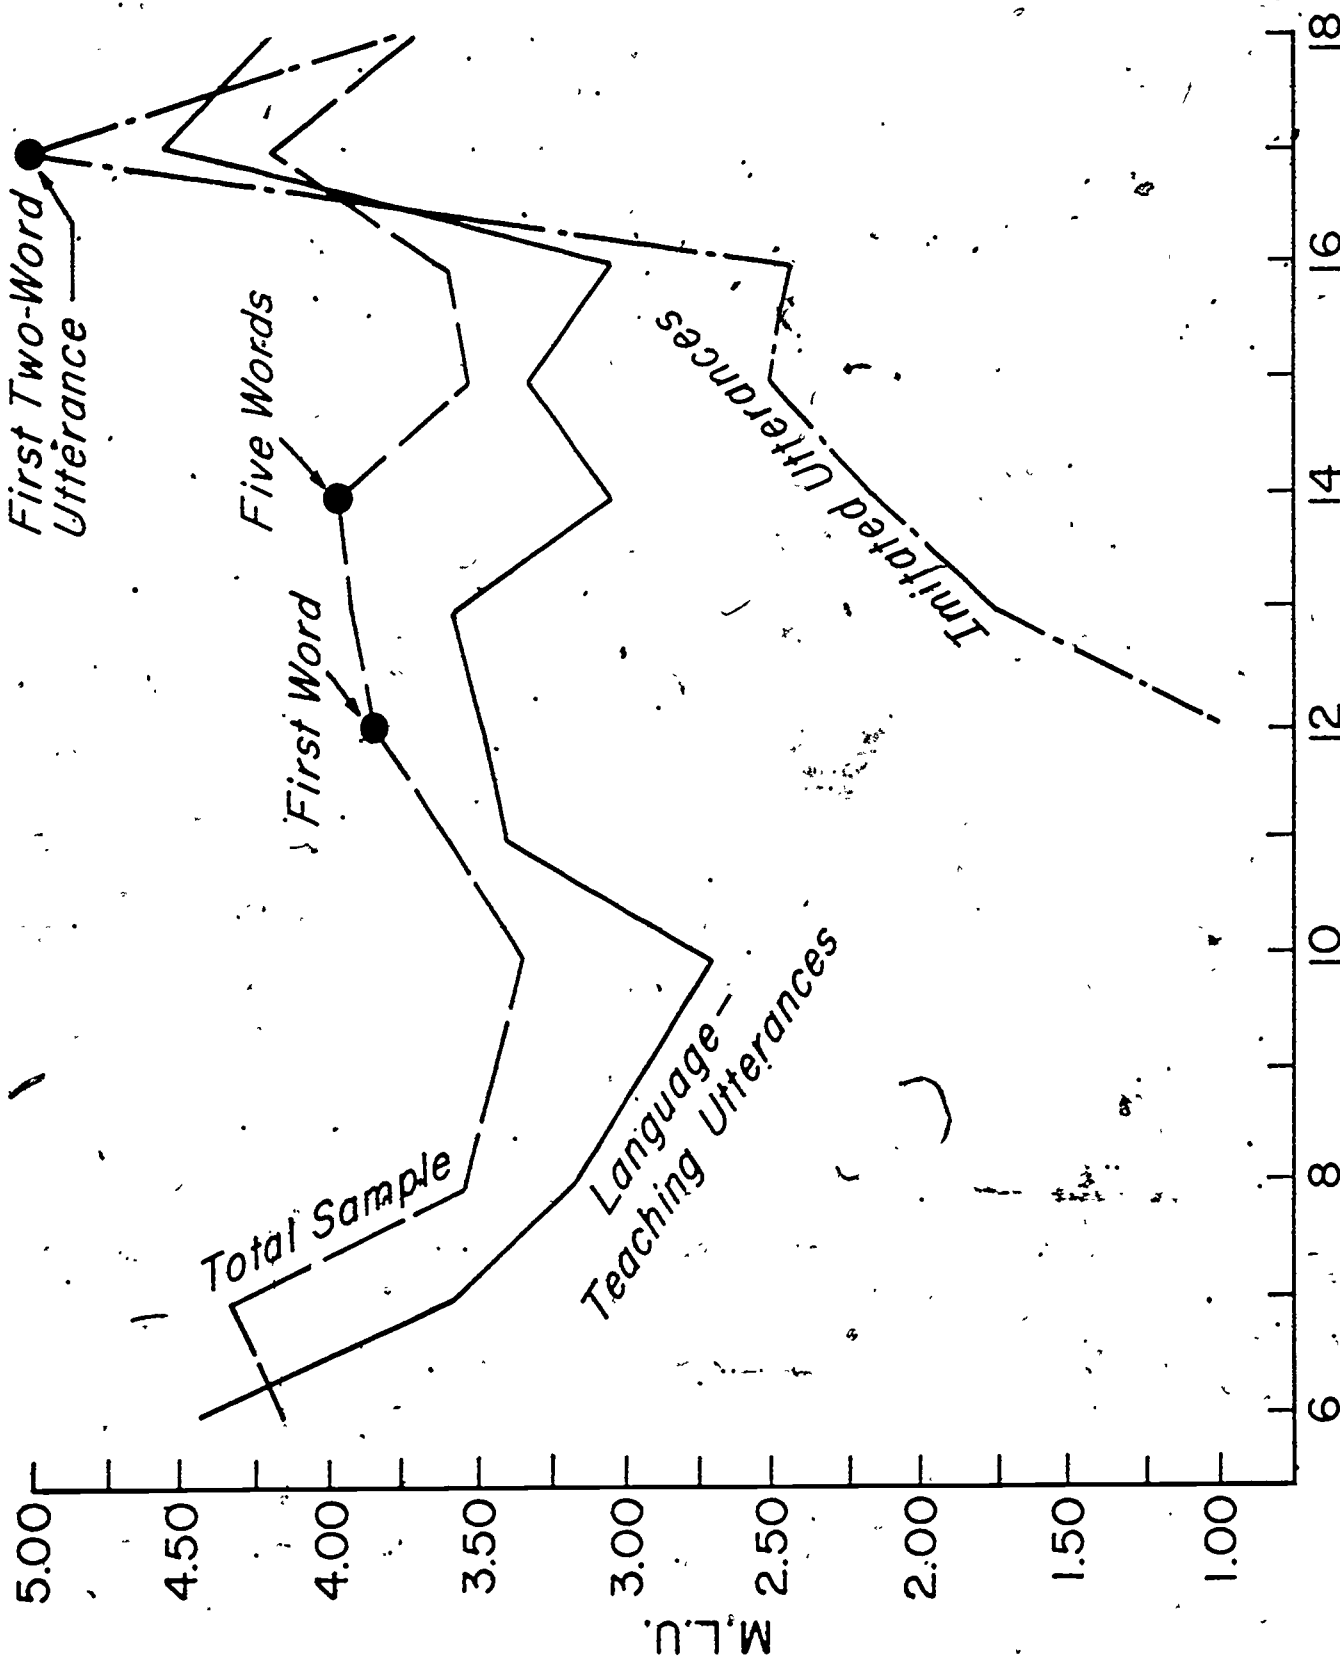 First Two-Word
Utterance
Five Words
First Word
Total Sample
Language-
Teaching Utterances
Imitated Utterances
M.L.U.
5.00
4.50
4.00
3.50
3.00
2.50
2.00
1.50
1.00
6
8
10
12
14
16
18